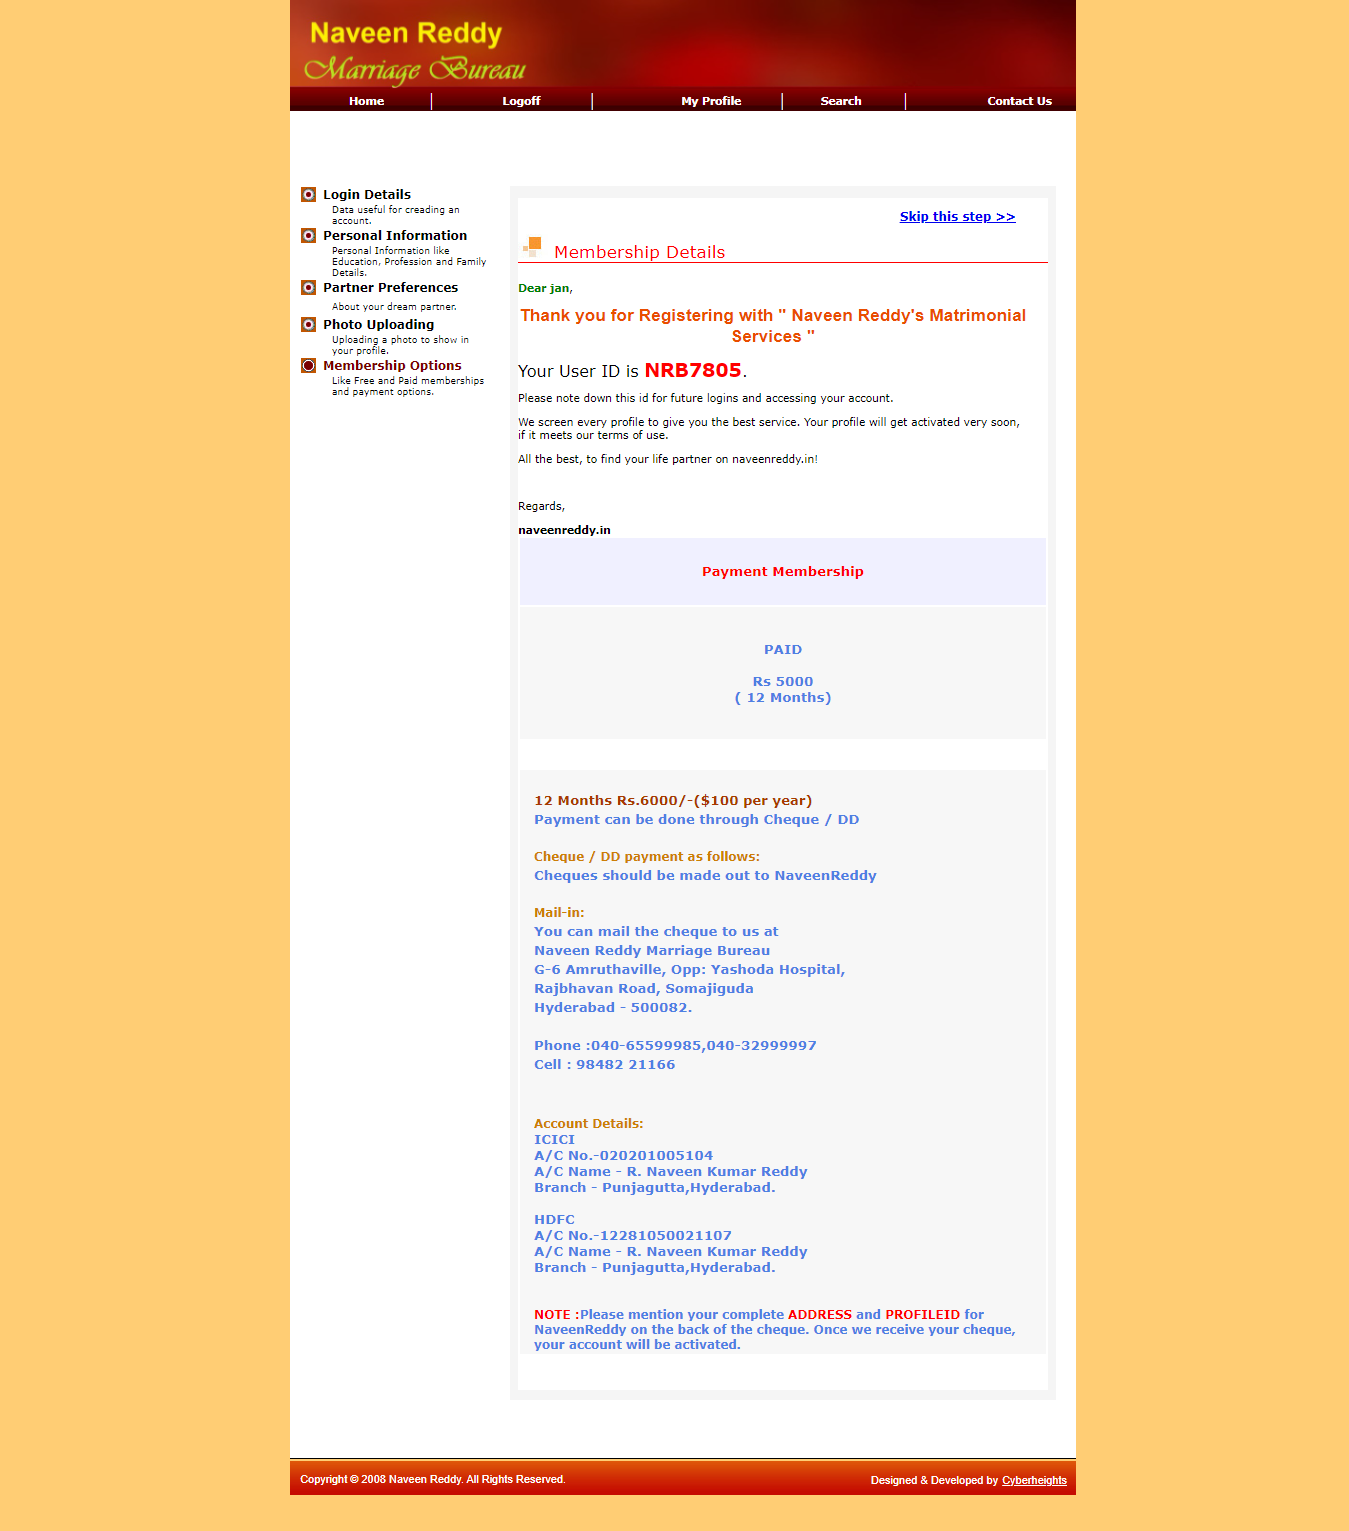 Naveen Reddy
Marriage Bureau
Home
Logoff
My Profile
Search
Contact Us
Login Details
Data useful for creading an
account.
Personal Information
Personal Information like
Education, Profession and Family
Details.
Partner Preferences
About your dream partner.
Photo Uploading
Uploading a photo to show in
your profile.
Membership Options
Like Free and Paid memberships
and payment options.
Skip this step >>
Membership Details
Dear jan,
Thank you for Registering with " Naveen Reddy's Matrimonial
Services "
Your User ID is NRB7805.
Please note down this id for future logins and accessing your account.
We screen every profile to give you the best service. Your profile will get activated very soon,
if it meets our terms of use.
All the best, to find your life partner on naveenreddy.in!
Regards,
naveenreddy.in
Payment Membership
PAID
Rs 5000
( 12 Months)
12 Months Rs.6000/-($100 per year)
Payment can be done through Cheque / DD
Cheque / DD payment as follows:
Cheques should be made out to NaveenReddy
Mail-in:
You can mail the cheque to us at
Naveen Reddy Marriage Bureau
G-6 Amruthaville, Opp: Yashoda Hospital,
Rajbhavan Road, Somajiguda
Hyderabad - 500082.
Phone :040-65599985,040-32999997
Cell : 98482 21166
Account Details:
ICICI
A/C No.-020201005104
A/C Name - R. Naveen Kumar Reddy
Branch - Punjagutta,Hyderabad.
HDFC
A/C No.-12281050021107
A/C Name - R. Naveen Kumar Reddy
Branch - Punjagutta,Hyderabad.
NOTE :Please mention your complete ADDRESS and PROFILEID for
NaveenReddy on the back of the cheque. Once we receive your cheque,
your account will be activated.
Copyright © 2008 Naveen Reddy. All Rights Reserved.
Designed & Developed by Cyberheights